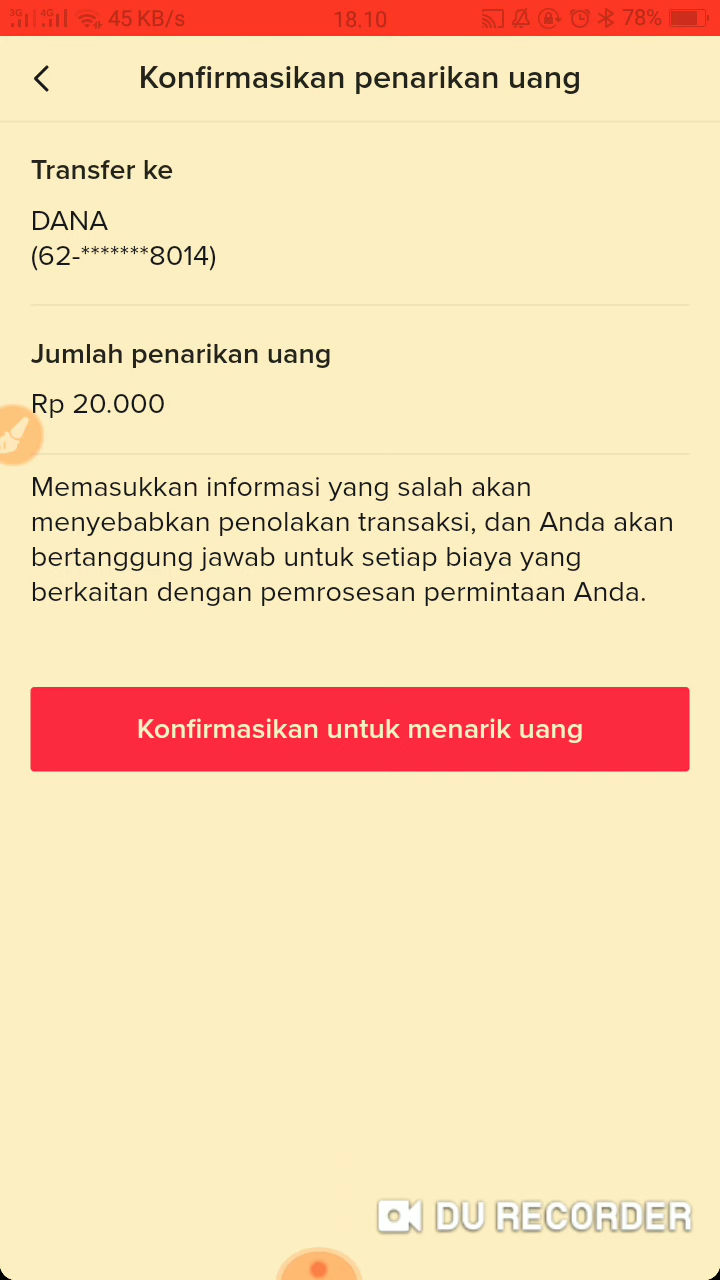 3G 4G 45 KB/s 18.10 78%
Konfirmasikan penarikan uang
Transfer ke
DANA
(62-*******8014)
Jumlah penarikan uang
Rp 20.000
Memasukkan informasi yang salah akan
menyebabkan penolakan transaksi, dan Anda akan
bertanggung jawab untuk setiap biaya yang
berkaitan dengan pemrosesan permintaan Anda.
Konfirmasikan untuk menarik uang
DU RECORDER